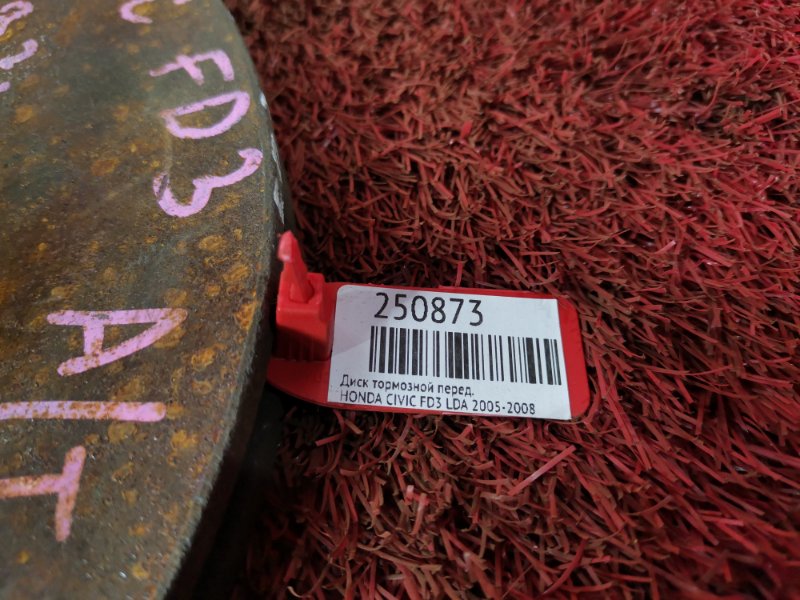 FD3
A/T
250873
Диск тормозной перед.
HONDA CIVIC FD3 LDA 2005-2008